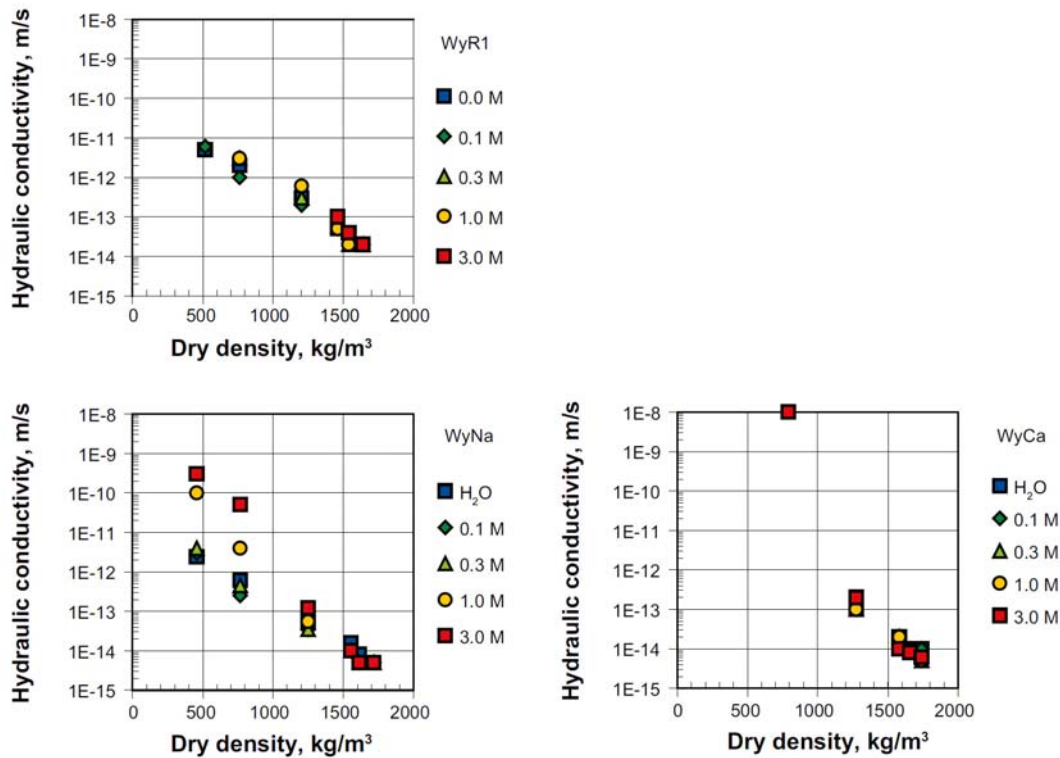 Hydraulic conductivity, m/s
1E-8
1E-9
1E-10
1E-11
1E-12
1E-13
1E-14
1E-15
0
500
1000
1500
2000
Dry density, kg/m³
WyR1
0.0 M
0.1 M
0.3 M
1.0 M
3.0 M
Hydraulic conductivity, m/s
1E-8
1E-9
1E-10
1E-11
1E-12
1E-13
1E-14
1E-15
0
500
1000
1500
2000
Dry density, kg/m³
WyNa
H₂O
0.1 M
0.3 M
1.0 M
3.0 M
Hydraulic conductivity, m/s
1E-8
1E-9
1E-10
1E-11
1E-12
1E-13
1E-14
1E-15
0
500
1000
1500
2000
Dry density, kg/m³
WyCa
H₂O
0.1 M
0.3 M
1.0 M
3.0 M